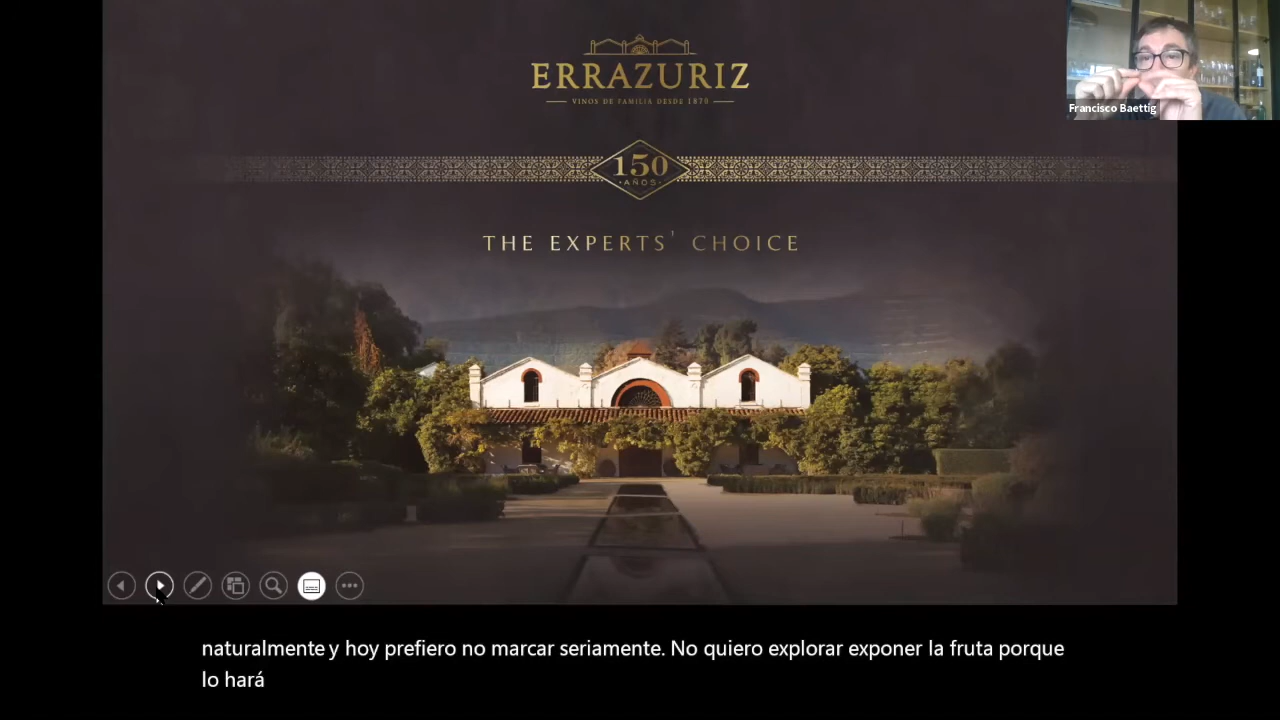 ERRAZURIZ
VINOS DE FAMILIA DESDE 1870
Francisco Baettig
150
AÑOS
THE EXPERTS' CHOICE
naturalmente y hoy prefiero no marcar seriamente. No quiero explorar exponer la fruta porque
lo hará